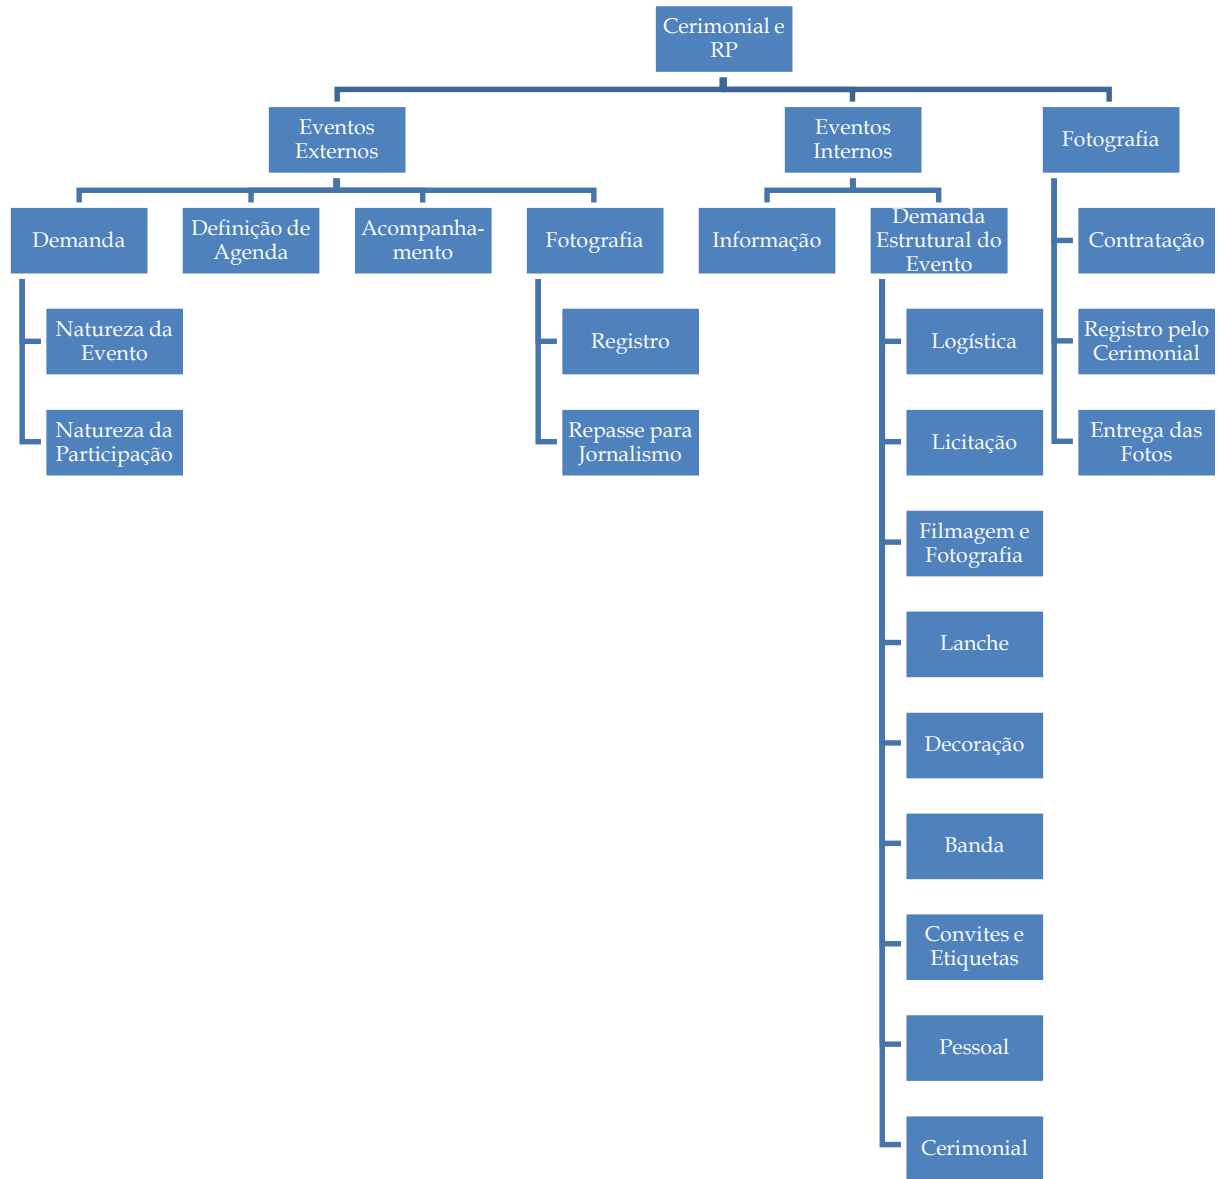 Cerimonial e
RP
Eventos
Externos
Eventos
Internos
Fotografia
Demanda
Definição de
Agenda
Acompanha-
mento
Fotografia
Informação
Demanda
Estrutural do
Evento
Contratação
Natureza da
Evento
Registro
Logística
Registro pelo
Cerimonial
Natureza da
Participação
Repasse para
Jornalismo
Licitação
Entrega das
Fotos
Filmagem e
Fotografia
Lanche
Decoração
Banda
Convites e
Etiquetas
Pessoal
Cerimonial